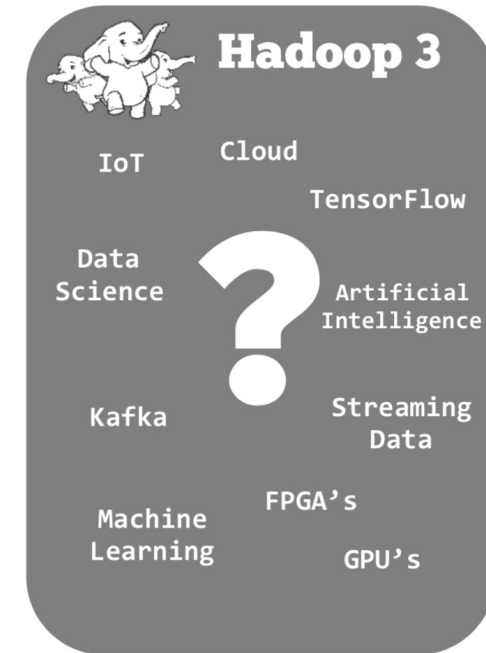 Hadoop 3
IoT
Cloud
TensorFlow
Data
Science
?
Artificial
Intelligence
Kafka
Streaming
Data
FPGA’s
Machine
Learning
GPU’s